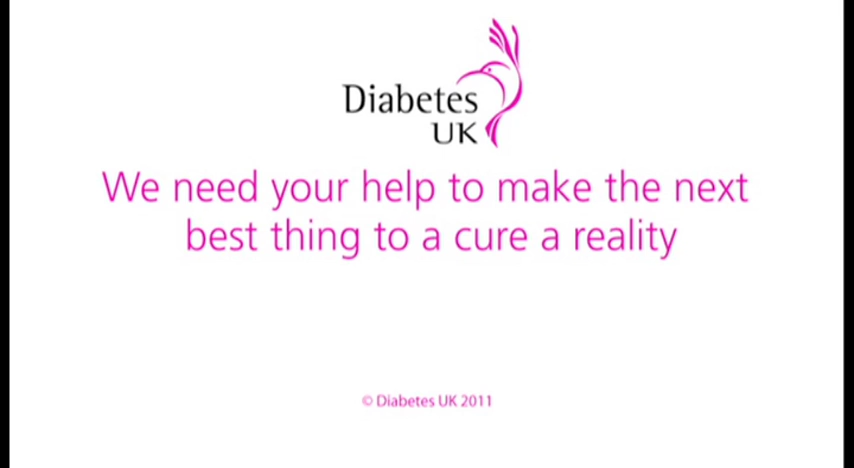 Diabetes
UK
We need your help to make the next
best thing to a cure a reality
© Diabetes UK 2011